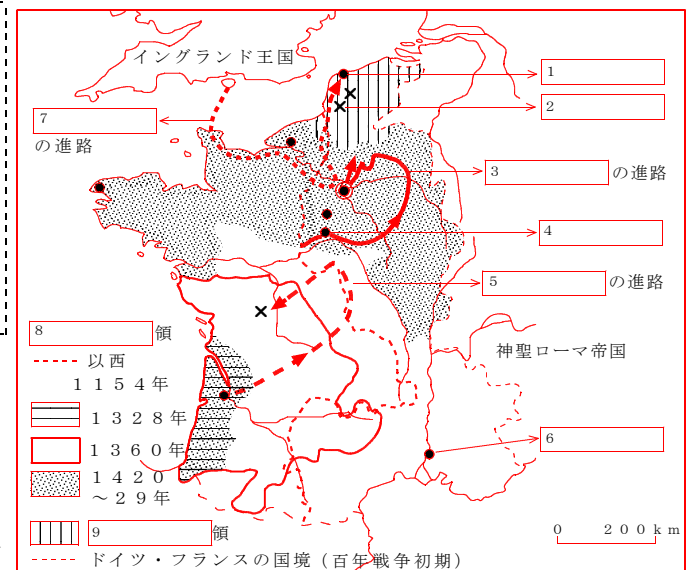 イングランド王国
1
2
7
の進路
3 の進路
4
5 の進路
8 領
神聖ローマ帝国
以西
１１５４年
１３２８年
１３６０年
6
１４２０
～２９年
9 領
0 ２００ｋｍ
ドイツ・フランスの国境（百年戦争初期）